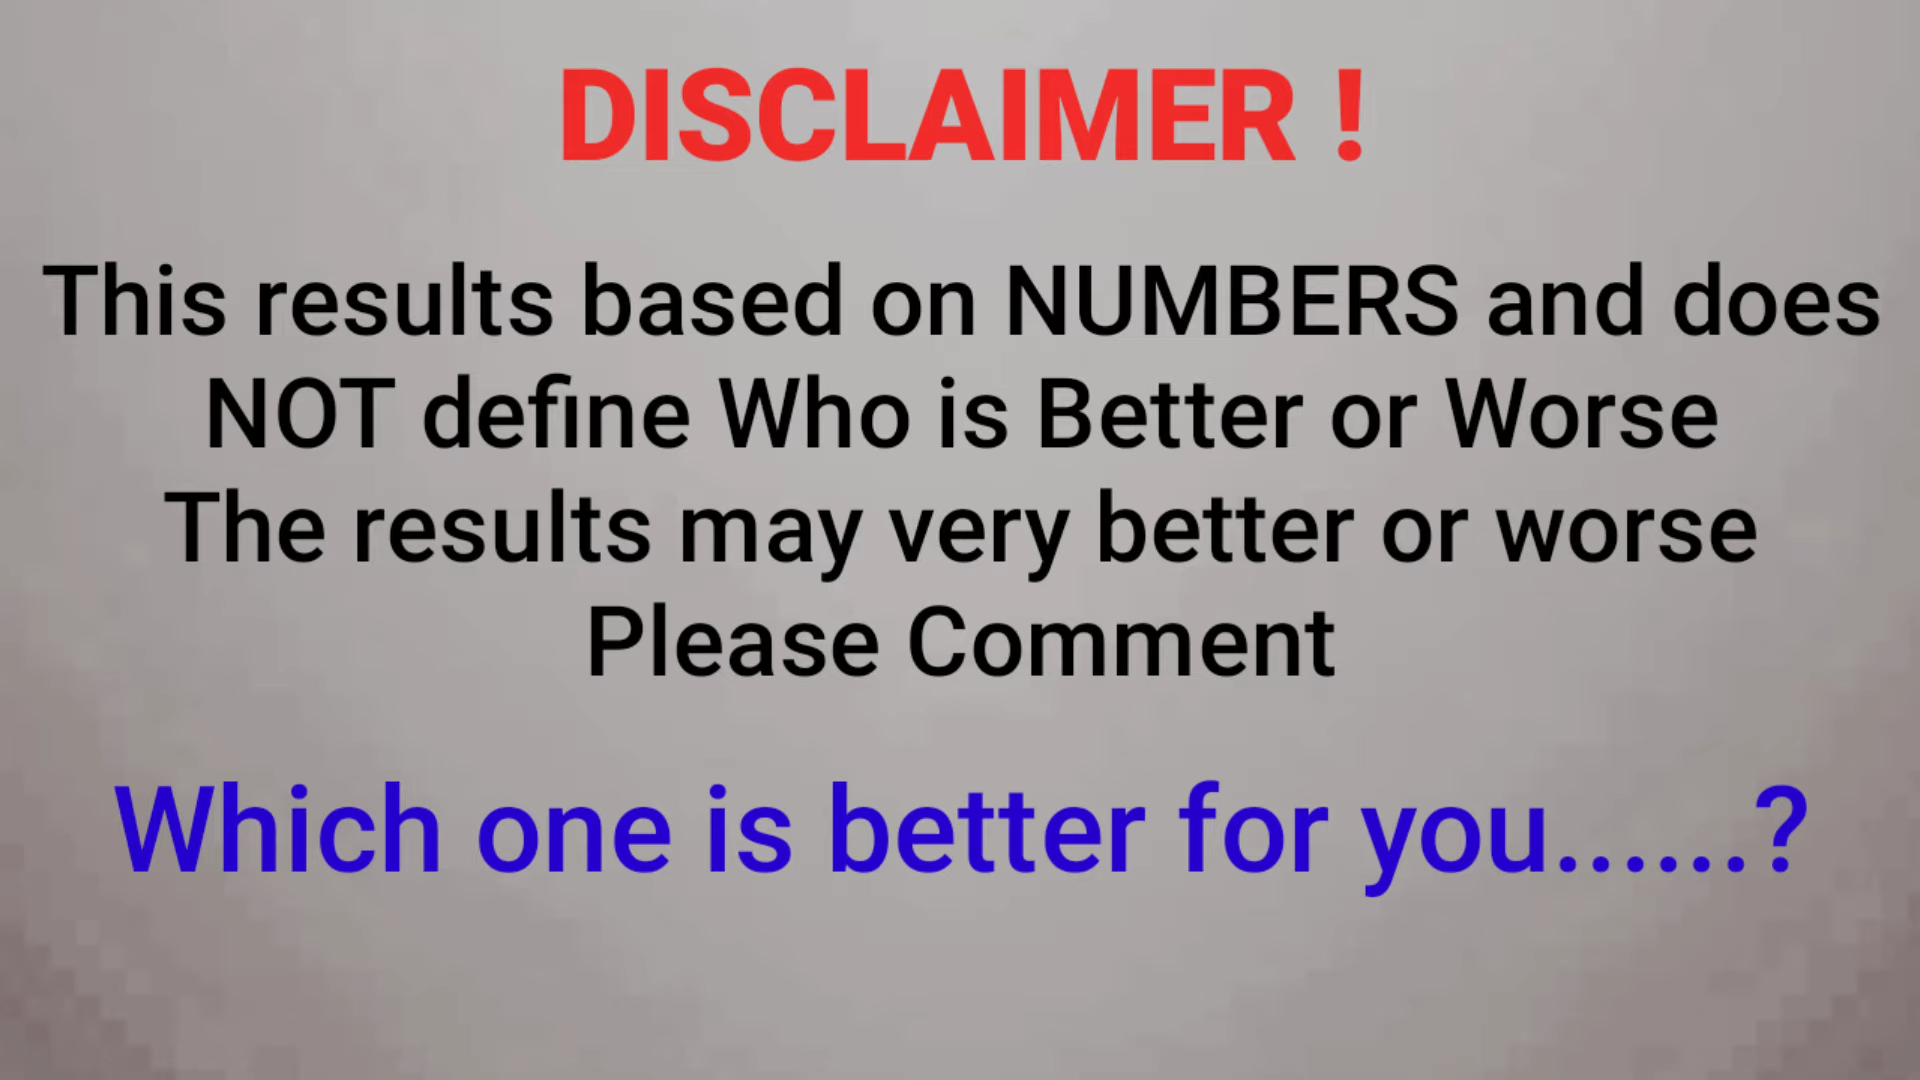 DISCLAIMER !
This results based on NUMBERS and does
NOT define Who is Better or Worse
The results may very better or worse
Please Comment
Which one is better for you......?